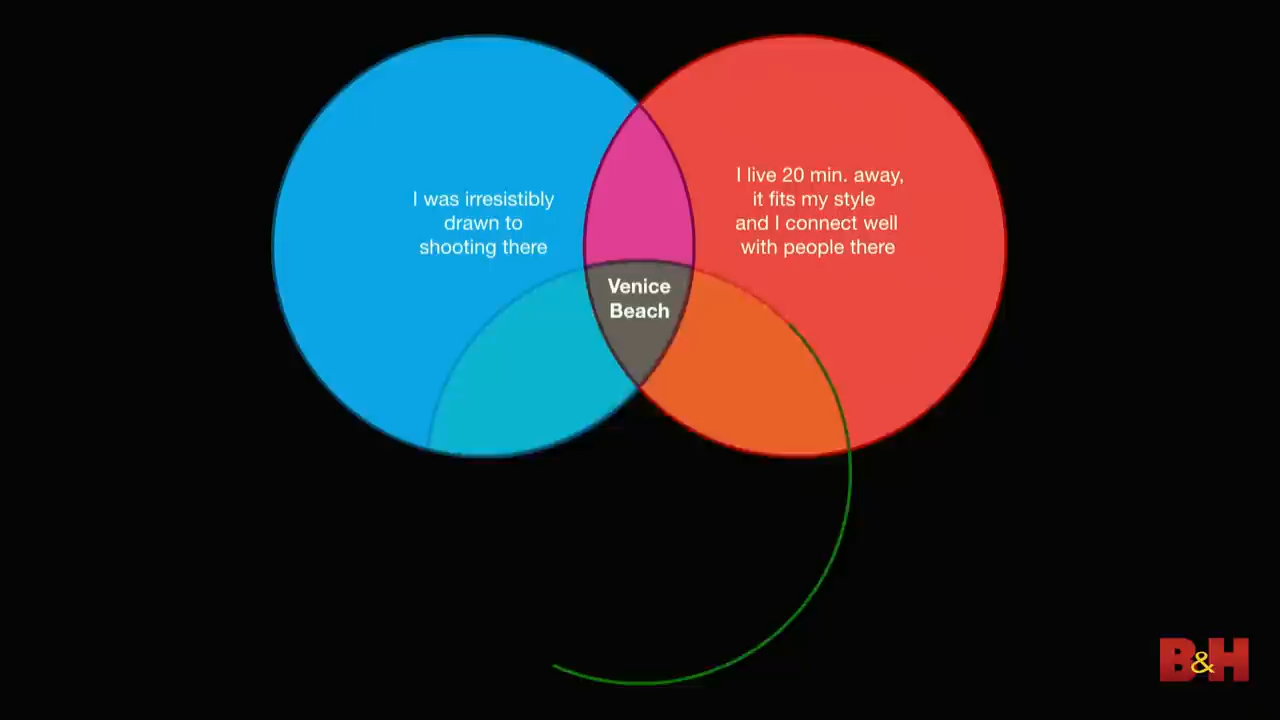 I was irresistibly
drawn to
shooting there
I live 20 min. away,
it fits my style
and I connect well
with people there
Venice
Beach
B&H